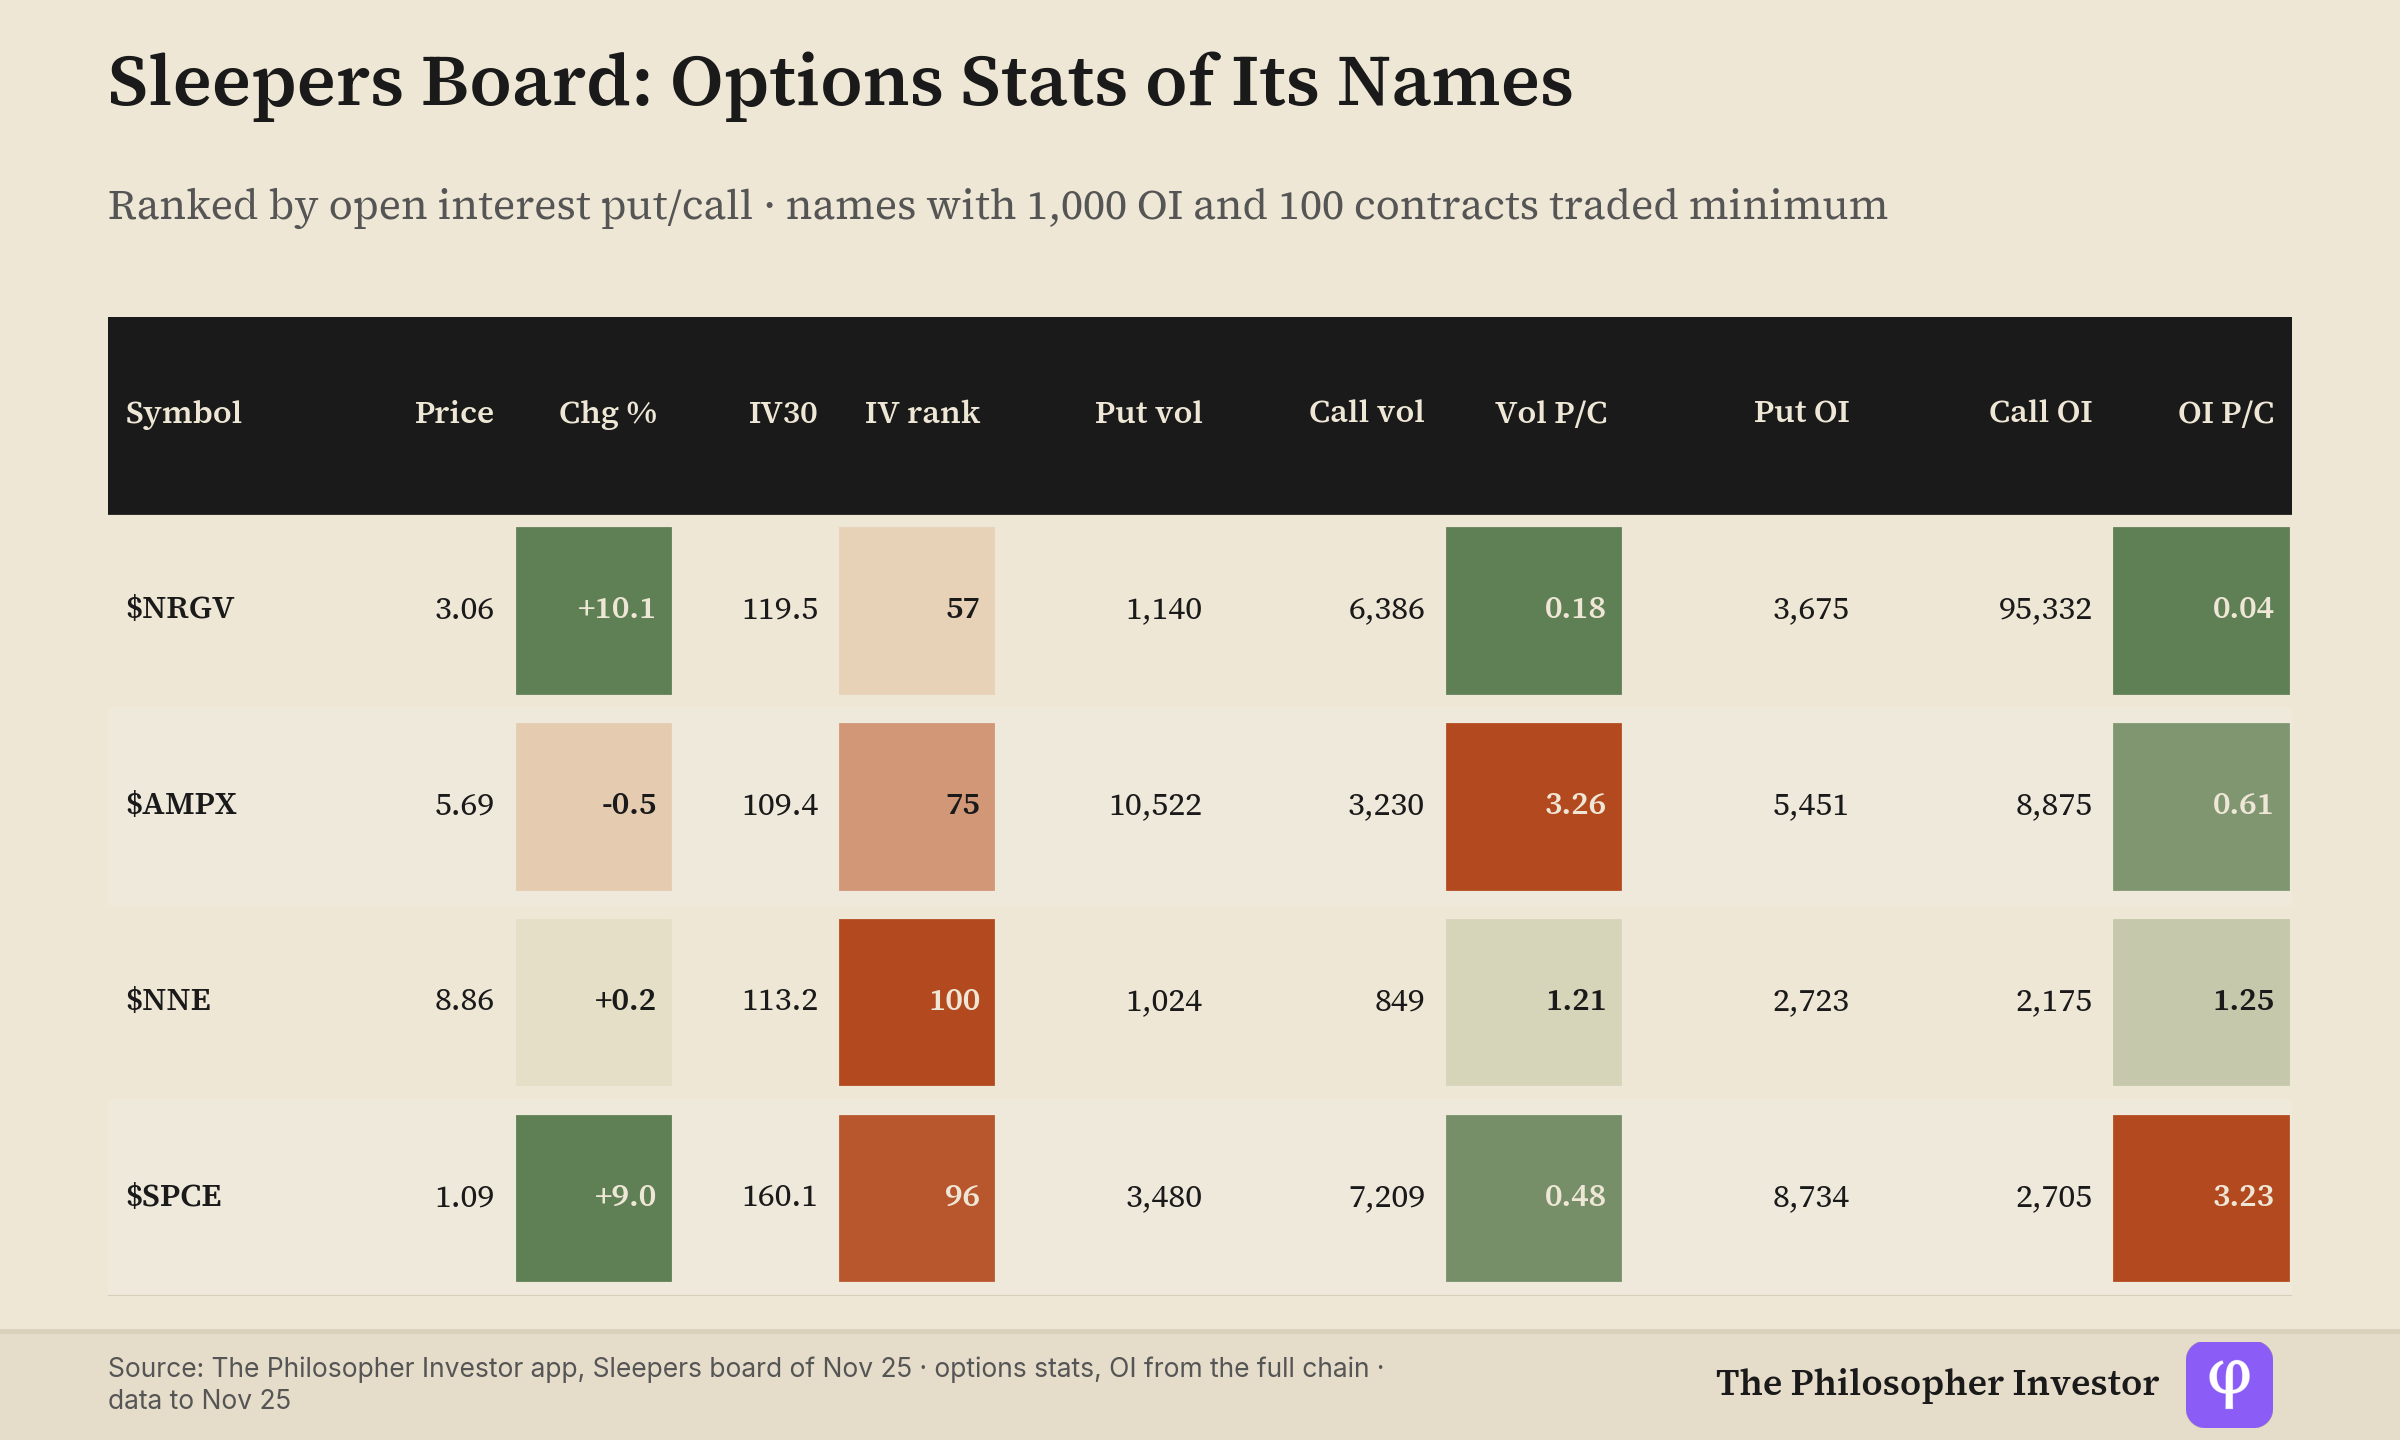 Sleepers Board: Options Stats of Its Names
Ranked by open interest put/call · names with 1,000 OI and 100 contracts traded minimum
Symbol Price Chg % IV30 IV rank Put vol Call vol Vol P/C Put OI Call OI OI P/C
$NRGV 3.06 +10.1 119.5 57 1,140 6,386 0.18 3,675 95,332 0.04
$AMPX 5.69 -0.5 109.4 75 10,522 3,230 3.26 5,451 8,875 0.61
$NNE 8.86 +0.2 113.2 100 1,024 849 1.21 2,723 2,175 1.25
$SPCE 1.09 +9.0 160.1 96 3,480 7,209 0.48 8,734 2,705 3.23
Source: The Philosopher Investor app, Sleepers board of Nov 25 · options stats, OI from the full chain ·
data to Nov 25
The Philosopher Investor φ